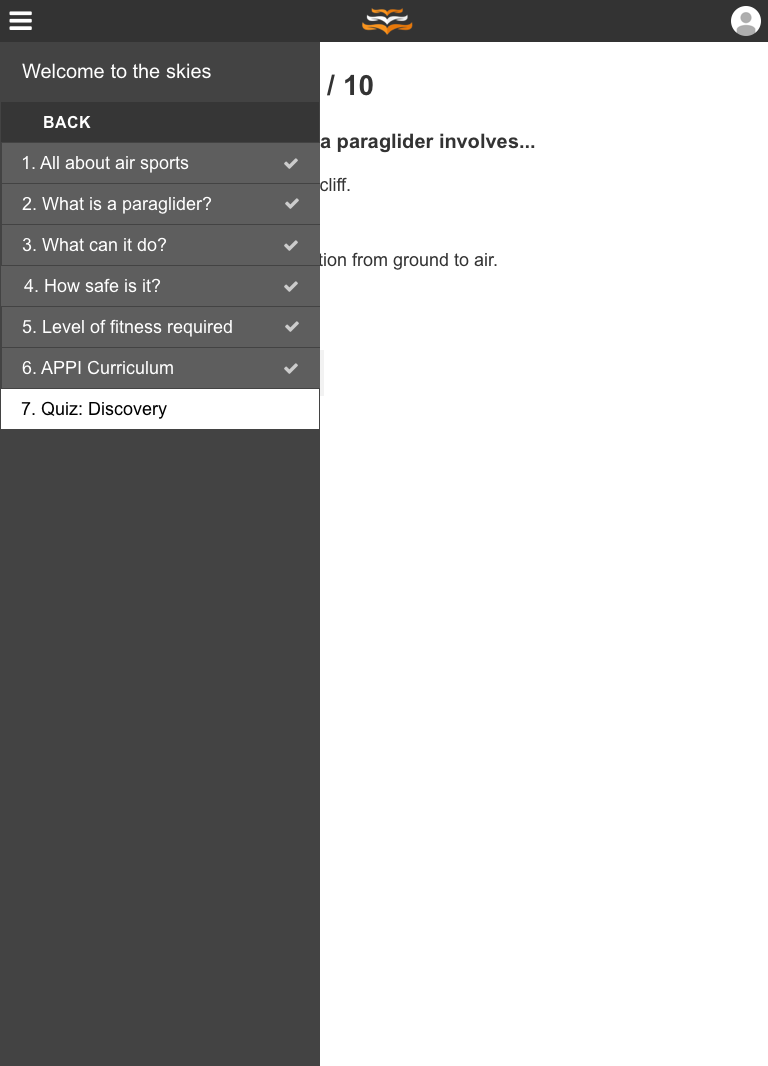 Welcome to the skies
BACK
1. All about air sports
2. What is a paraglider?
3. What can it do?
4. How safe is it?
5. Level of fitness required
6. APPI Curriculum
7. Quiz: Discovery
/ 10
a paraglider involves...
cliff.
from ground to air.